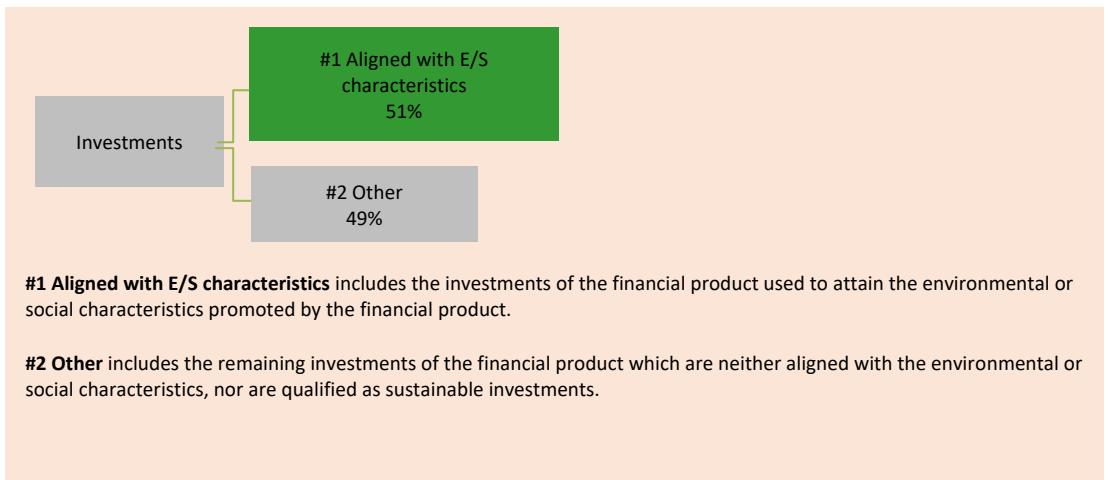 #1 Aligned with E/S
characteristics
51%
Investments
#2 Other
49%
#1 Aligned with E/S characteristics includes the investments of the financial product used to attain the environmental or
social characteristics promoted by the financial product.
#2 Other includes the remaining investments of the financial product which are neither aligned with the environmental or
social characteristics, nor are qualified as sustainable investments.